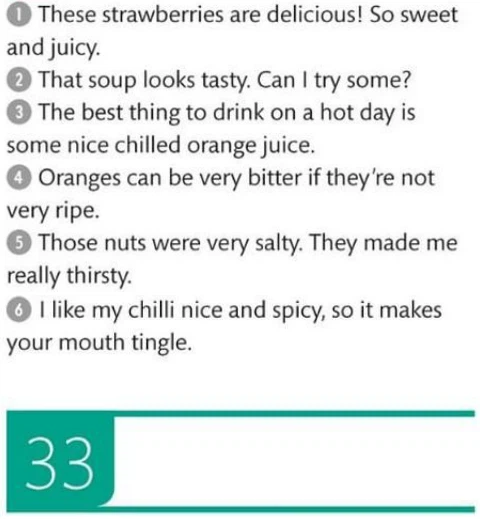 1 These strawberries are delicious! So sweet
and juicy.
2 That soup looks tasty. Can I try some?
3 The best thing to drink on a hot day is
some nice chilled orange juice.
4 Oranges can be very bitter if they're not
very ripe.
5 Those nuts were very salty. They made me
really thirsty.
6 I like my chilli nice and spicy, so it makes
your mouth tingle.
33